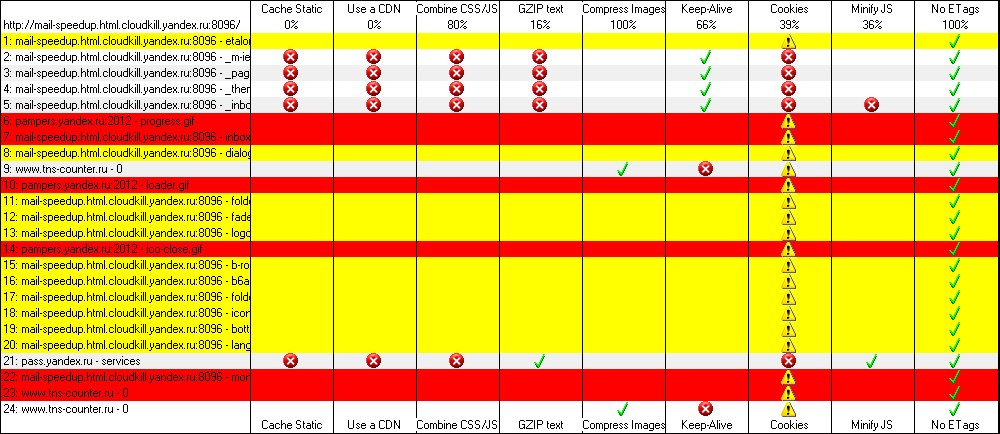 Cache Static Use a CDN Combine CSS/JS GZIP text Compress Images Keep-Alive Cookies Minify JS No ETags
http://mail-speedup.html.cloudkill.yandex.ru:8096/ 0% 0% 80% 16% 100% 66% 39% 36% 100%
1: mail-speedup.html.cloudkill.yandex.ru:8096 - etalor
2: mail-speedup.html.cloudkill.yandex.ru:8096 - _m-ie
3: mail-speedup.html.cloudkill.yandex.ru:8096 - _pag
4: mail-speedup.html.cloudkill.yandex.ru:8096 - _ther
5: mail-speedup.html.cloudkill.yandex.ru:8096 - _inbo
6: pampers.yandex.ru:2012 - progress.gif
7: mail-speedup.html.cloudkill.yandex.ru:8096 - inbox
8: mail-speedup.html.cloudkill.yandex.ru:8096 - dialog
9: www.tns-counter.ru - 0
10: pampers.yandex.ru:2012 - loader.gif
11: mail-speedup.html.cloudkill.yandex.ru:8096 - folde
12: mail-speedup.html.cloudkill.yandex.ru:8096 - fade
13: mail-speedup.html.cloudkill.yandex.ru:8096 - logo
14: pampers.yandex.ru:2012 - ico-close.gif
15: mail-speedup.html.cloudkill.yandex.ru:8096 - b-ro
16: mail-speedup.html.cloudkill.yandex.ru:8096 - b6a
17: mail-speedup.html.cloudkill.yandex.ru:8096 - folde
18: mail-speedup.html.cloudkill.yandex.ru:8096 - icon
19: mail-speedup.html.cloudkill.yandex.ru:8096 - bott
20: mail-speedup.html.cloudkill.yandex.ru:8096 - lang
21: pass.yandex.ru - services
22: mail-speedup.html.cloudkill.yandex.ru:8096 - mor
23: www.tns-counter.ru - 0
24: www.tns-counter.ru - 0
Cache Static Use a CDN Combine CSS/JS GZIP text Compress Images Keep-Alive Cookies Minify JS No ETags